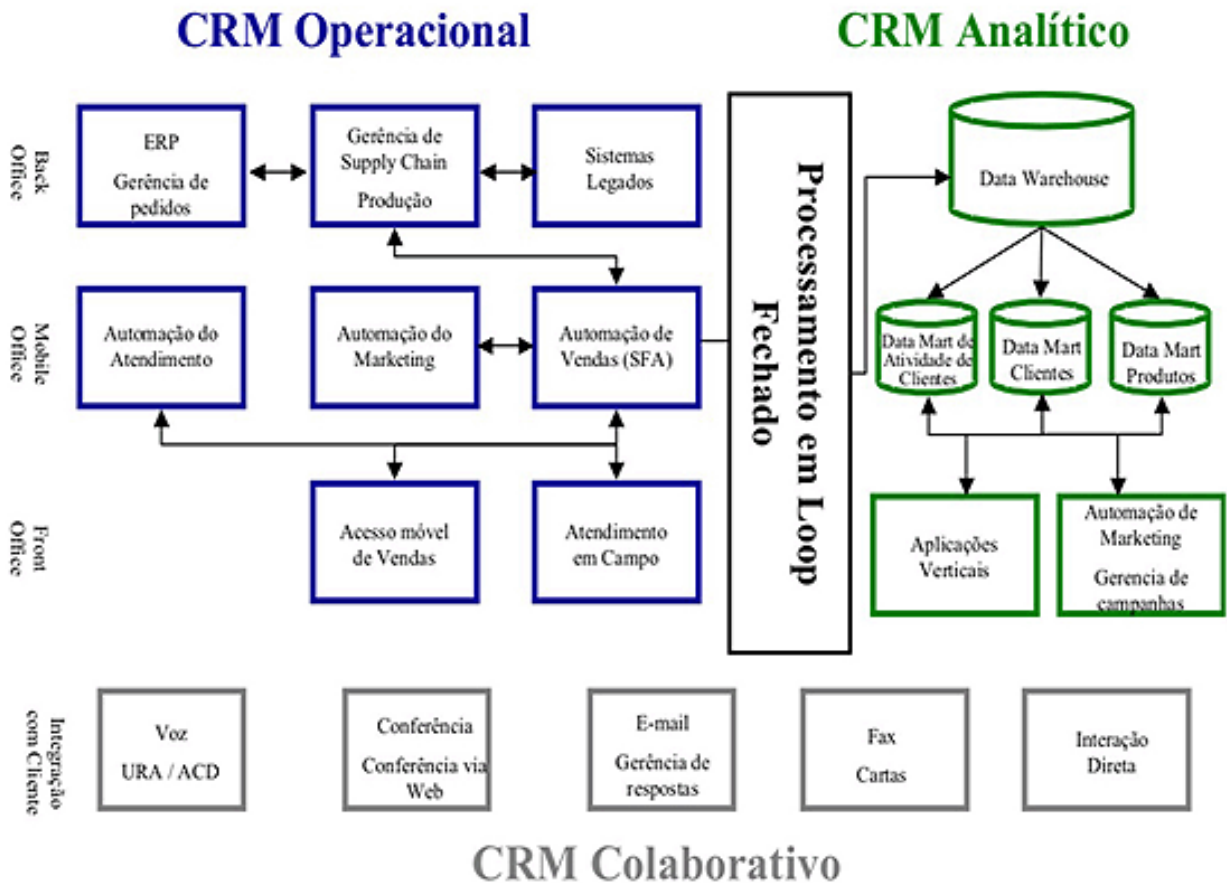 CRM Operacional
CRM Analítico
Back
Office
ERP
Gerência de
pedidos
Gerência de
Supply Chain
Produção
Sistemas
Legados
Processamento em Loop
Fechado
Data Warehouse
Mobile
Office
Automação do
Atendimento
Automação do
Marketing
Automação de
Vendas (SFA)
Data Mart de
Atividade de
Clientes
Data Mart
Clientes
Data Mart
Produtos
Front
Office
Acesso móvel
de Vendas
Atendimento
em Campo
Aplicações
Verticais
Automação de
Marketing
Gerencia de
campanhas
Integração
com Cliente
Voz
URA / ACD
Conferência
Conferência via
Web
E-mail
Gerência de
respostas
Fax
Cartas
Interação
Direta
CRM Colaborativo